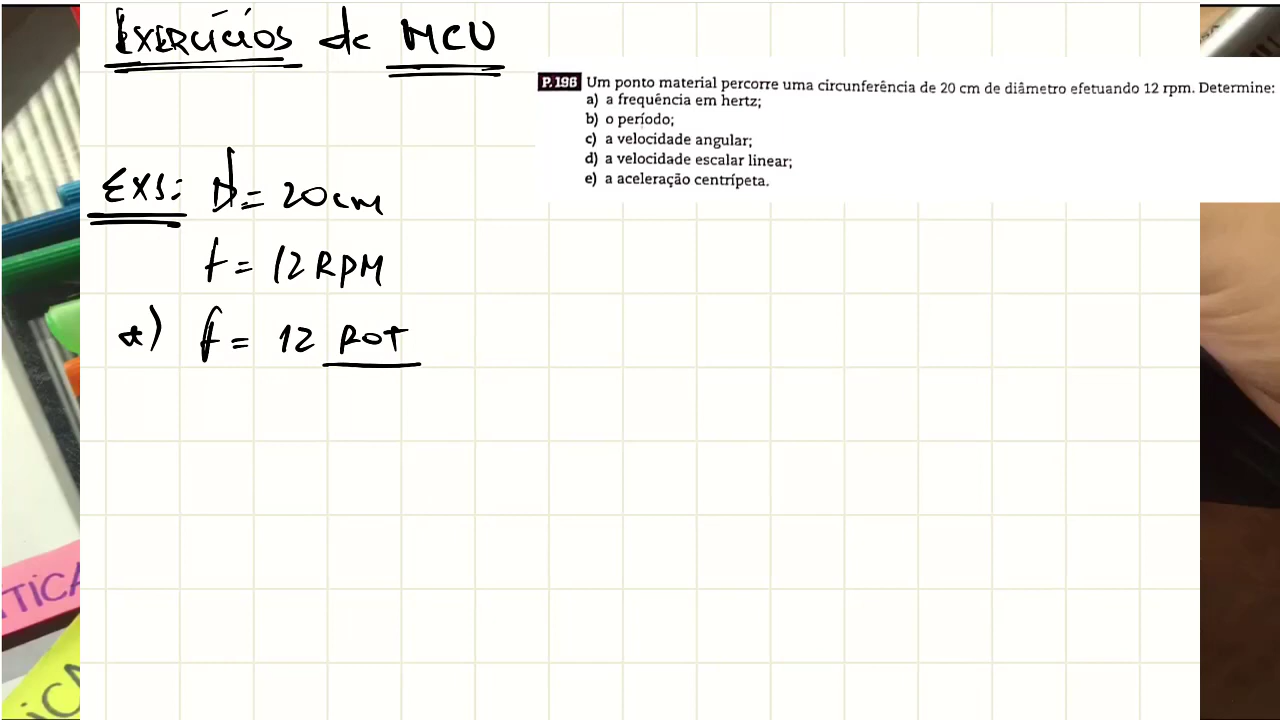 EXERCÍCIOS de MCU
P.196 Um ponto material percorre uma circunferência de 20 cm de diâmetro efetuando 12 rpm. Determine:
a) a frequência em hertz;
b) o período;
c) a velocidade angular;
d) a velocidade escalar linear;
e) a aceleração centrípeta.
EXS: D = 20cm
f = 12 RPM
a) f = 12 ROT
ÁTICA